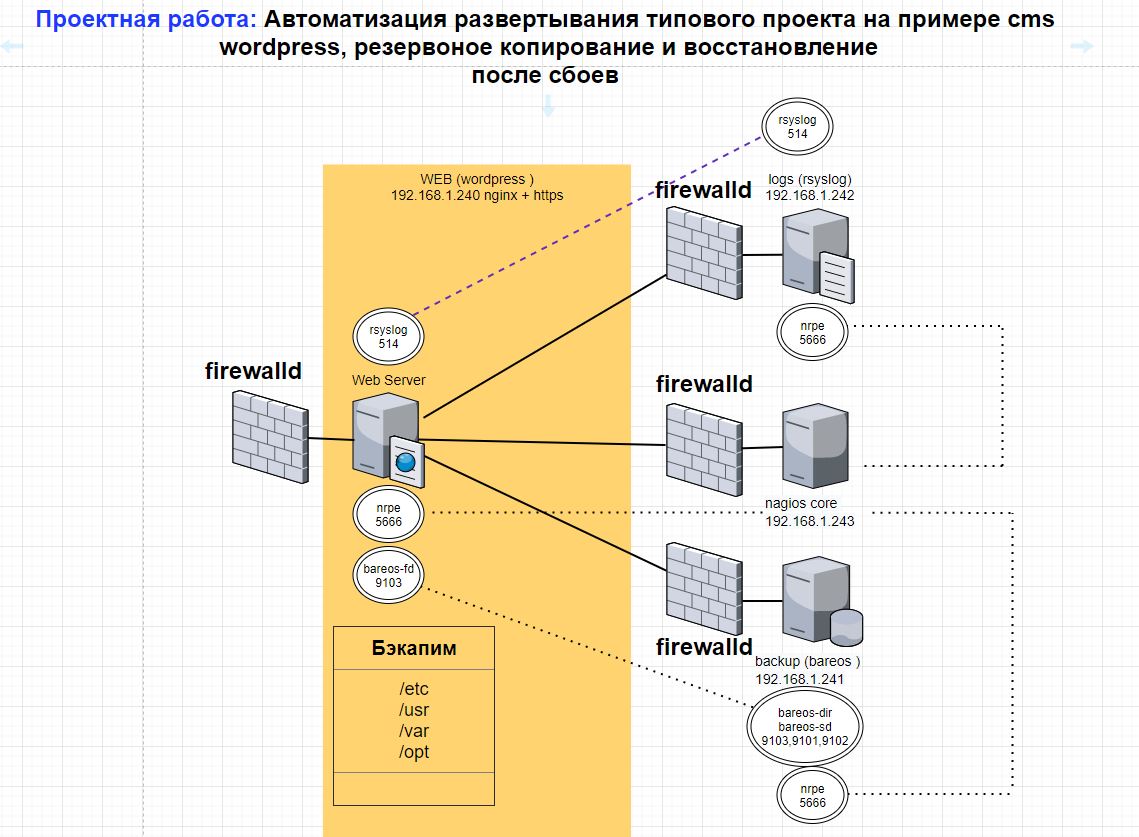 Проектная работа: Автоматизация развертывания типового проекта на примере cms
wordpress, резервоное копирование и восстановление
после сбоев
rsyslog
514
WEB (wordpress )
192.168.1.240 nginx + https
firewalld
logs (rsyslog)
192.168.1.242
rsyslog
514
nrpe
5666
firewalld
Web Server
firewalld
nrpe
5666
nagios core
192.168.1.243
bareos-fd
9103
firewalld
backup (bareos )
192.168.1.241
Бэкапим
/etc
/usr
/var
/opt
bareos-dir
bareos-sd
9103,9101,9102
nrpe
5666